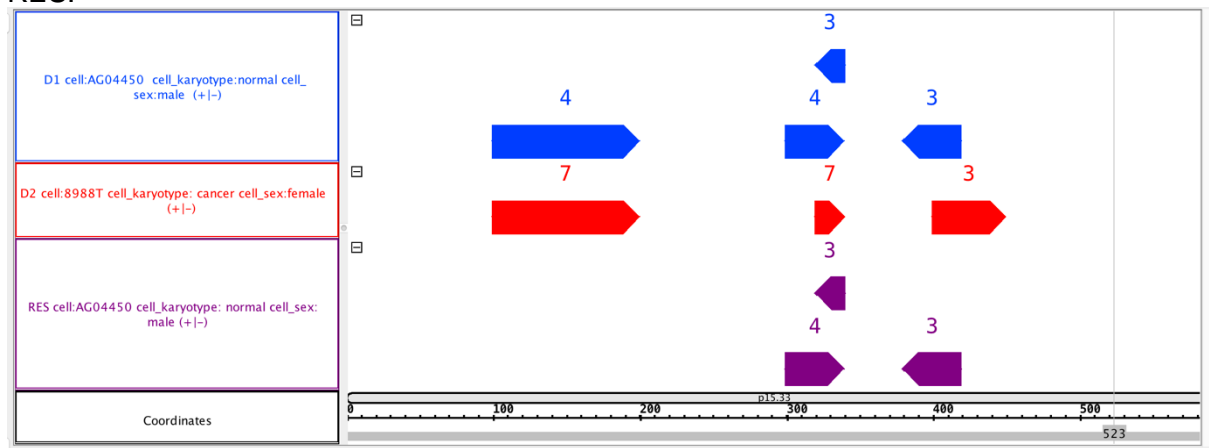 3
D1 cell:AG04450 cell_karyotype:normal cell_
sex:male (+|-)
4 4 3
D2 cell:8988T cell_karyotype: cancer cell_sex:female
(+|-)
7 7 3
3
RES cell:AG04450 cell_karyotype: normal cell_sex:
male (+|-)
4 3
p15.33
Coordinates
0 100 200 300 400 500
523